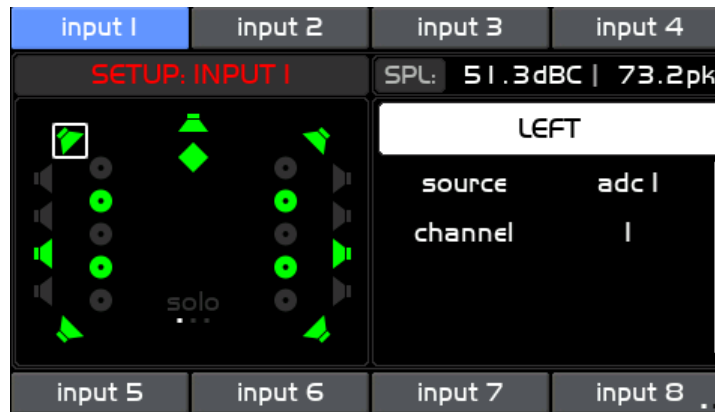 input 1 input 2 input 3 input 4
SETUP: INPUT 1 SPL: 51.3dBC | 73.2pk
LEFT
source adc 1
channel 1
solo
input 5 input 6 input 7 input 8